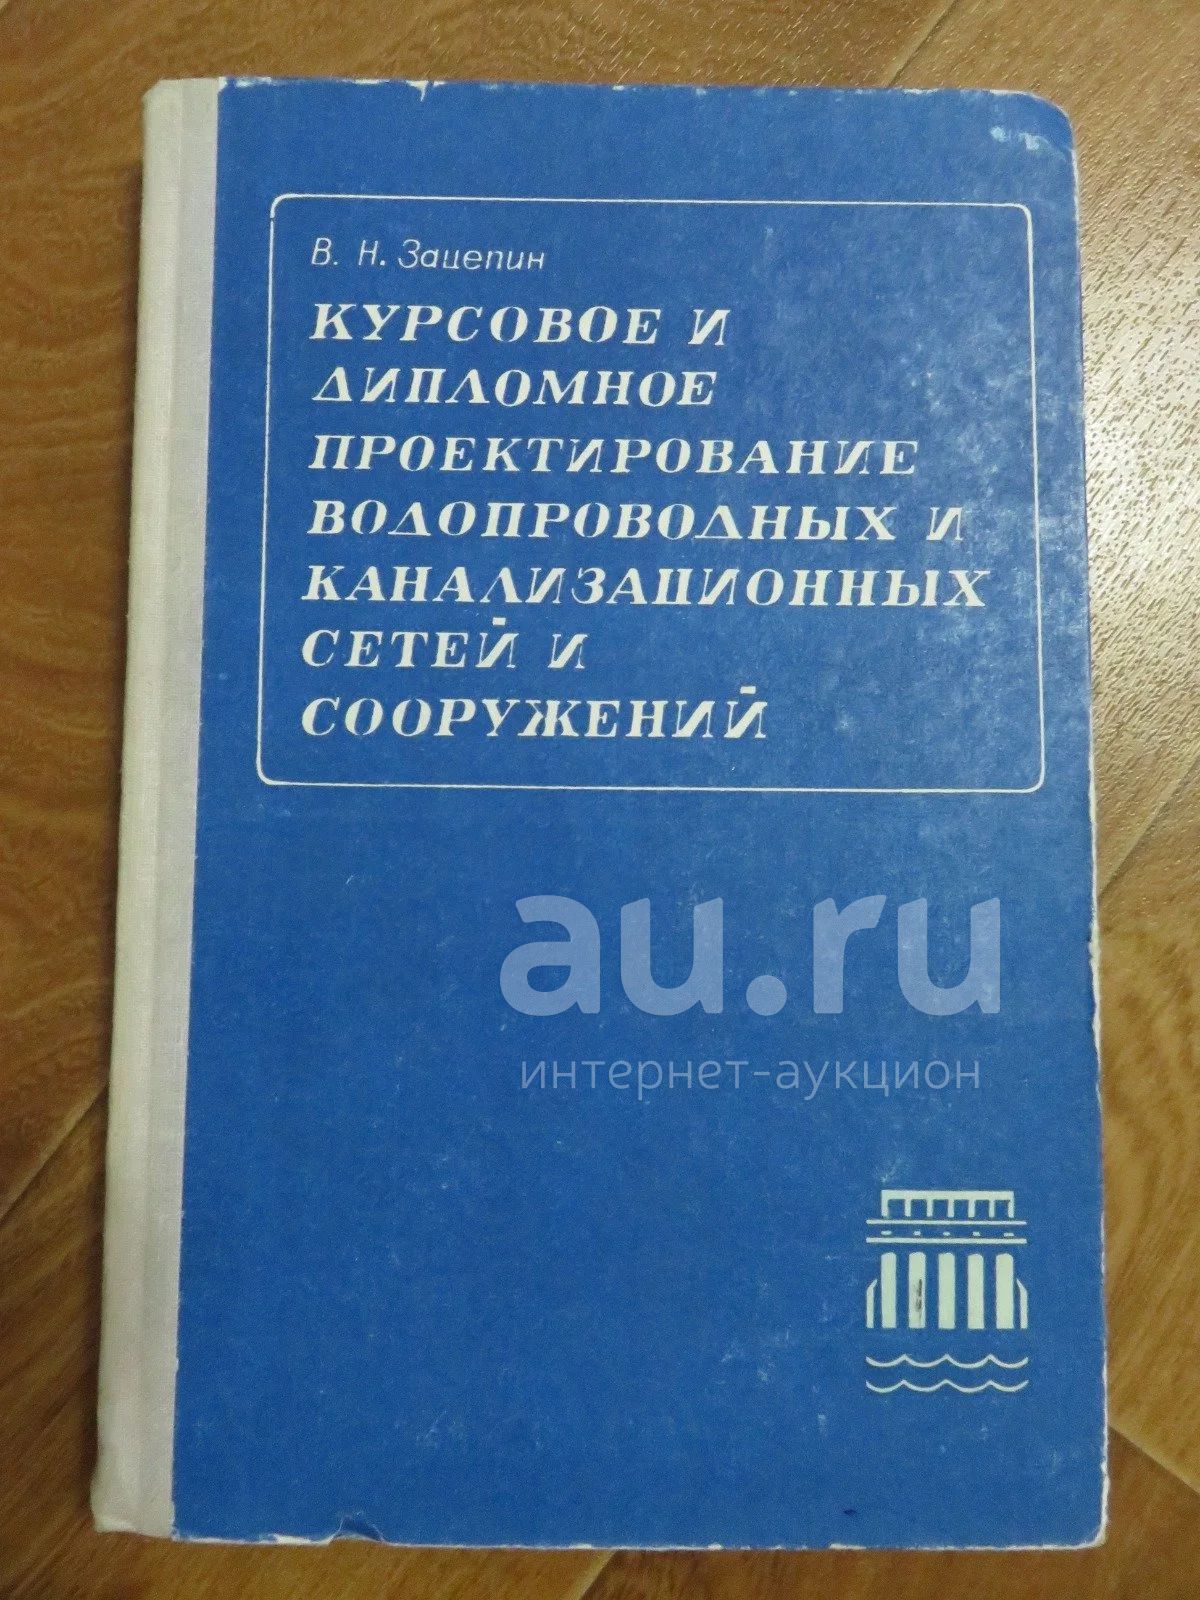 В. Н. Зацепин
КУРСОВОЕ И
ДИПЛОМНОЕ
ПРОЕКТИРОВАНИЕ
ВОДОПРОВОДНЫХ И
КАНАЛИЗАЦИОННЫХ
СЕТЕЙ И
СООРУЖЕНИЙ
au.ru
интернет-аукцион